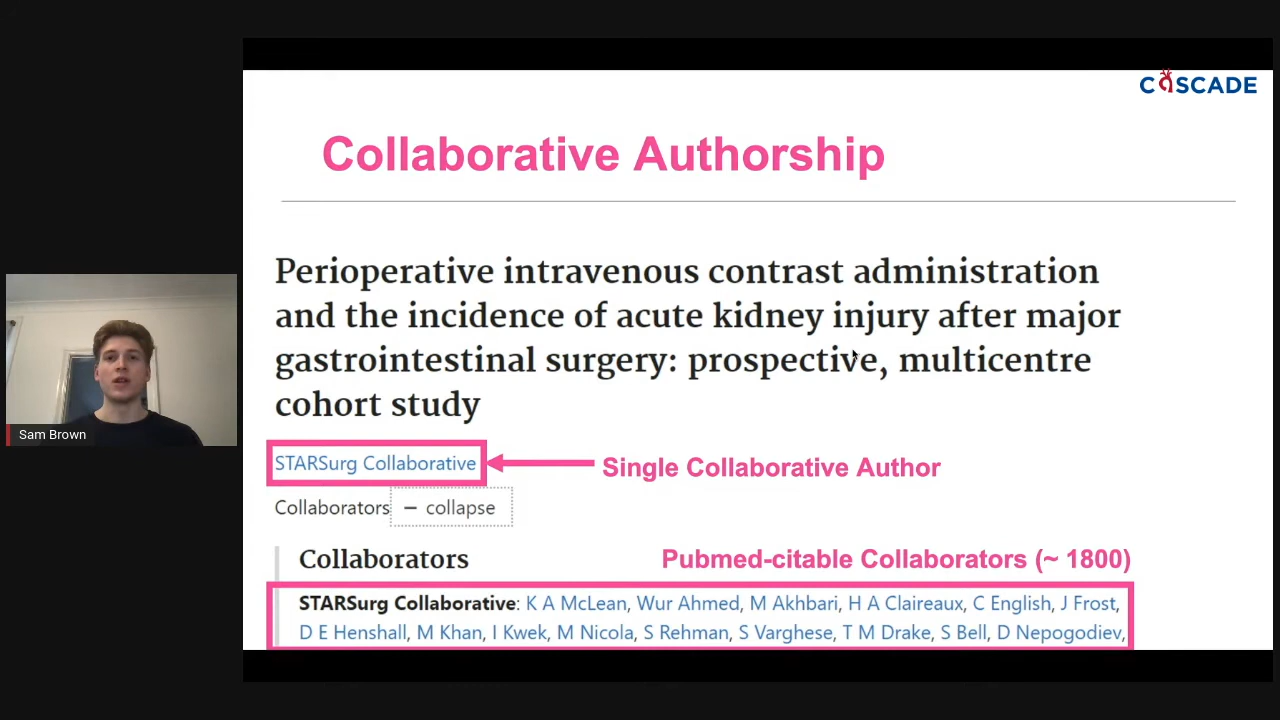 CASCADE
Collaborative Authorship
Perioperative intravenous contrast administration
and the incidence of acute kidney injury after major
gastrointestinal surgery: prospective, multicentre
cohort study
STARSurg Collaborative
Single Collaborative Author
Collaborators – collapse
Collaborators
Pubmed-citable Collaborators (~ 1800)
STARSurg Collaborative: K A McLean, Wur Ahmed, M Akhbari, H A Claireaux, C English, J Frost,
D E Henshall, M Khan, I Kwek, M Nicola, S Rehman, S Varghese, T M Drake, S Bell, D Nepogodiev,
Sam Brown